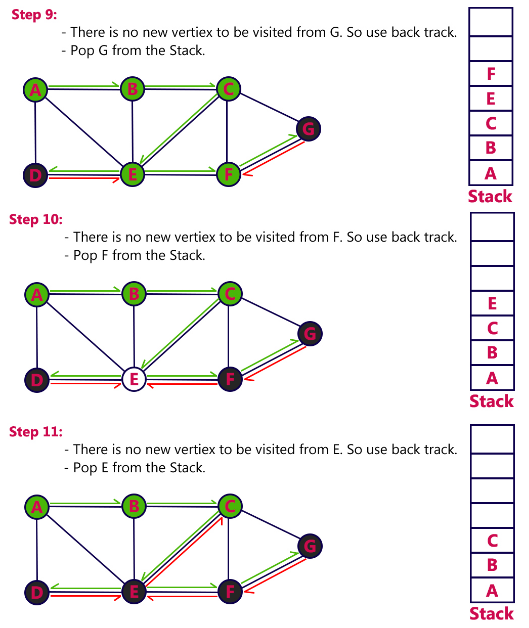 Step 9:
- There is no new vertiex to be visited from G. So use back track.
- Pop G from the Stack.
F
A B C
E
G
C
B
D E F
A
Stack
Step 10:
- There is no new vertiex to be visited from F. So use back track.
- Pop F from the Stack.
A B C
E
G
C
B
D E F
A
Stack
Step 11:
- There is no new vertiex to be visited from E. So use back track.
- Pop E from the Stack.
A B C
C
G
B
D E F
A
Stack